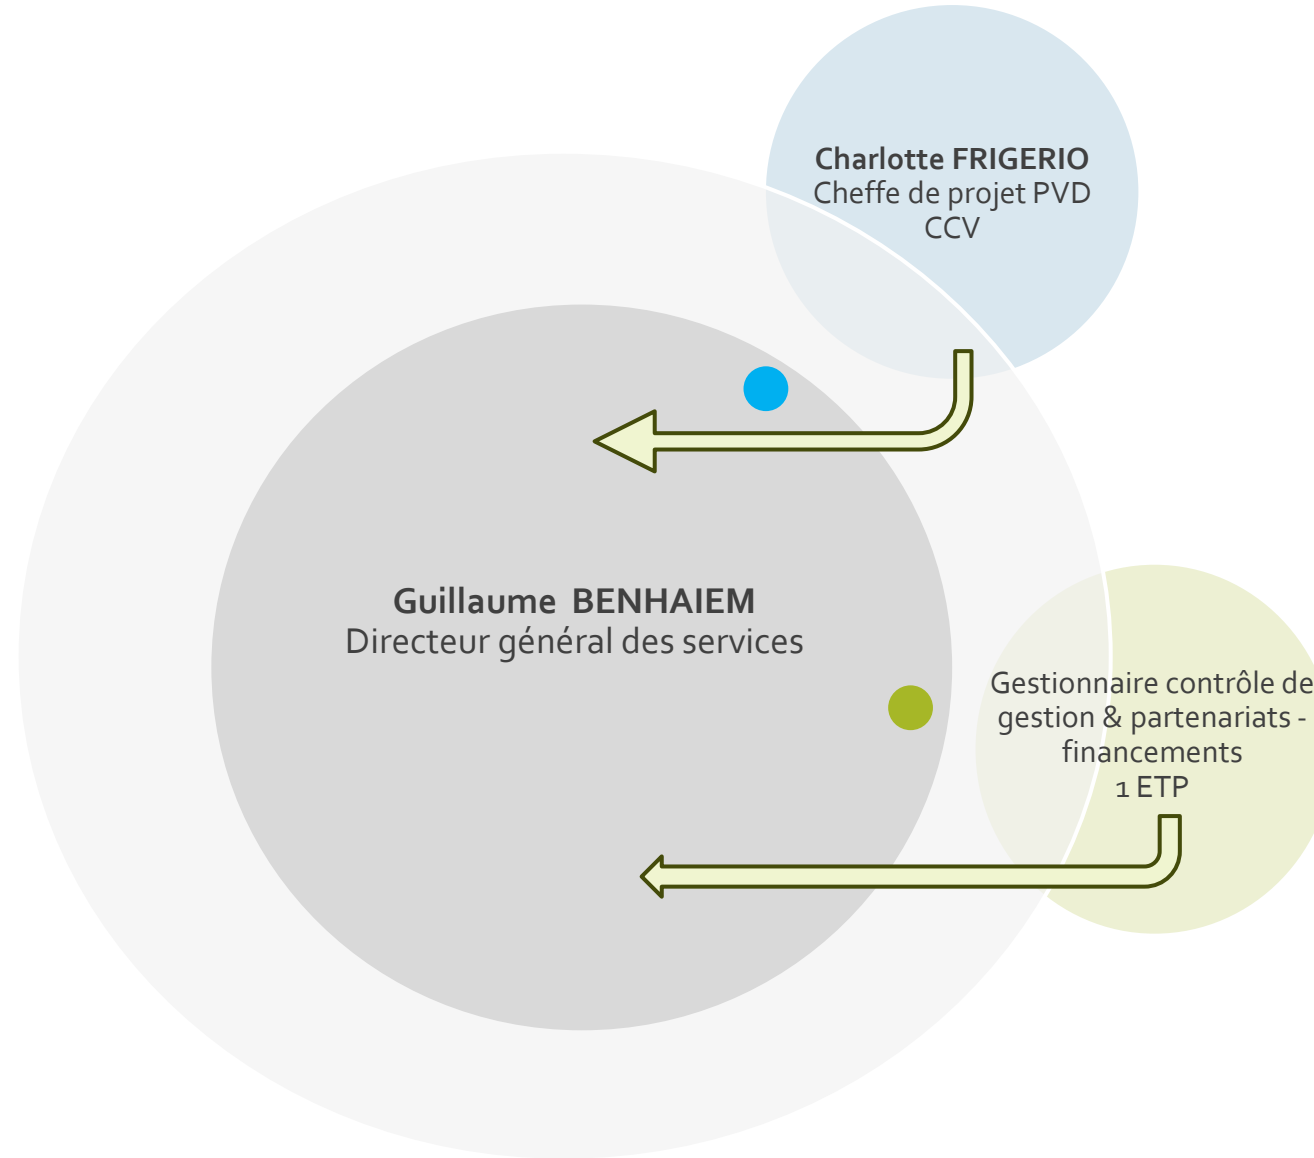 Charlotte FRIGERIO
Cheffe de projet PVD
CCV
Guillaume BENHAIEM
Directeur général des services
Gestionnaire contrôle de
gestion & partenariats -
financements
1 ETP